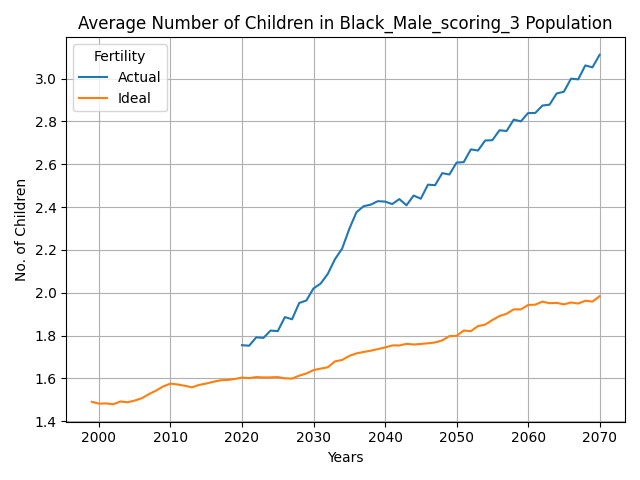 Average Number of Children in Black_Male_scoring_3 Population
Fertility
Actual
Ideal
No. of Children
3.0
2.8
2.6
2.4
2.2
2.0
1.8
1.6
1.4
2000 2010 2020 2030 2040 2050 2060 2070
Years